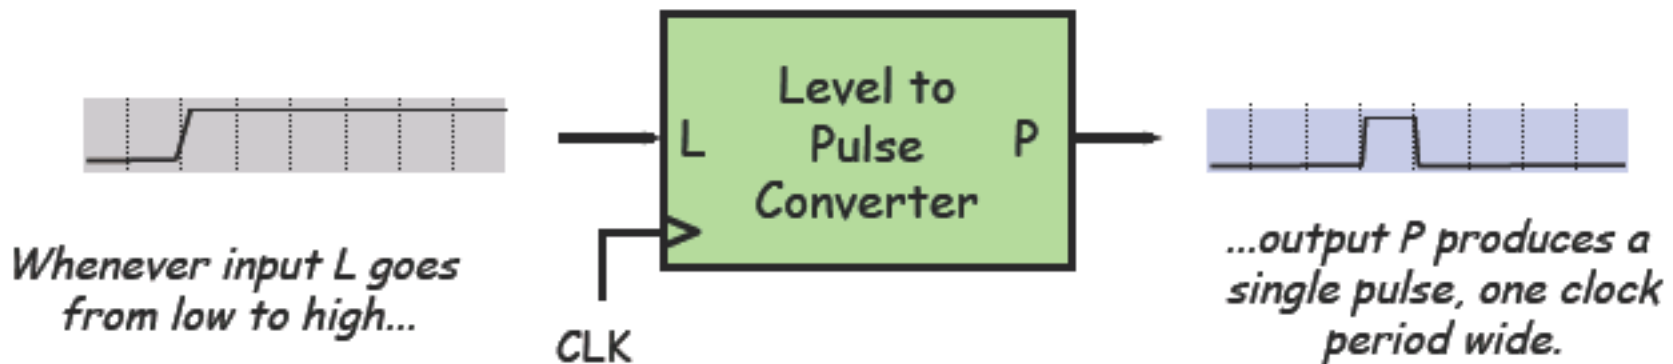 Whenever input L goes
from low to high...
L
Level to
Pulse
Converter
P
CLK
...output P produces a
single pulse, one clock
period wide.